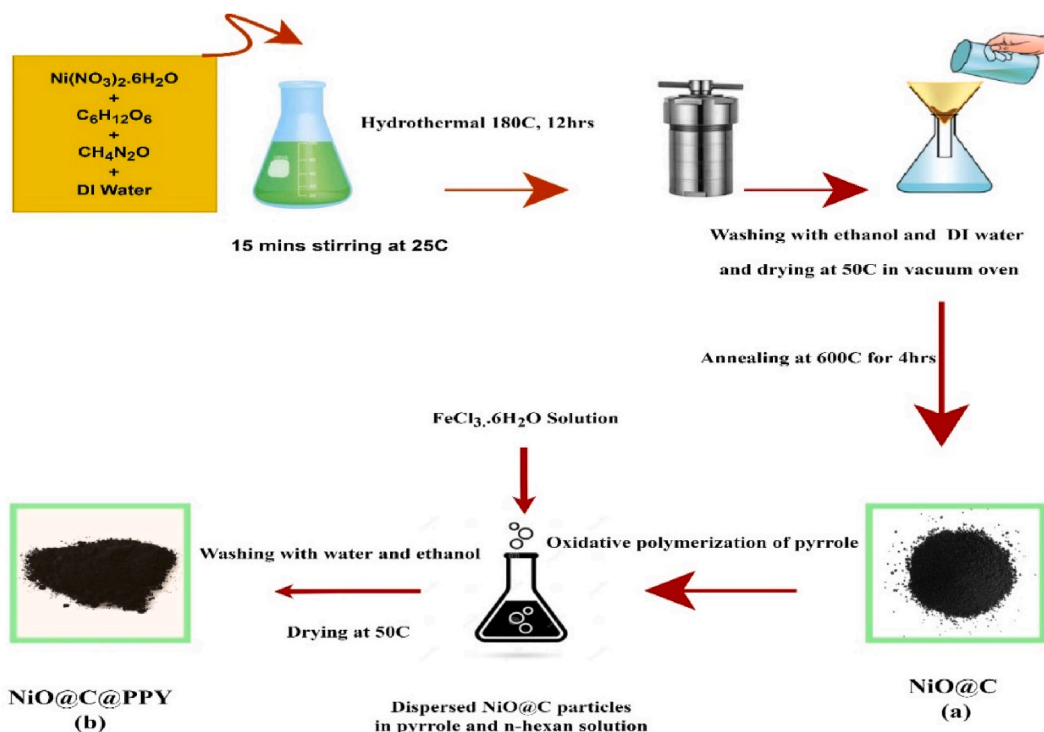 Ni(NO3)2.6H2O
+
C6H12O6
+
CH4N2O
+
DI Water
15 mins stirring at 25C
Hydrothermal 180C, 12hrs
Washing with ethanol and DI water
and drying at 50C in vacuum oven
Annealing at 600C for 4hrs
NiO@C
(a)
Oxidative polymerization of pyrrole
FeCl3,.6H2O Solution
Dispersed NiO@C particles
in pyrrole and n-hexan solution
Washing with water and ethanol
Drying at 50C
NiO@C@PPY
(b)